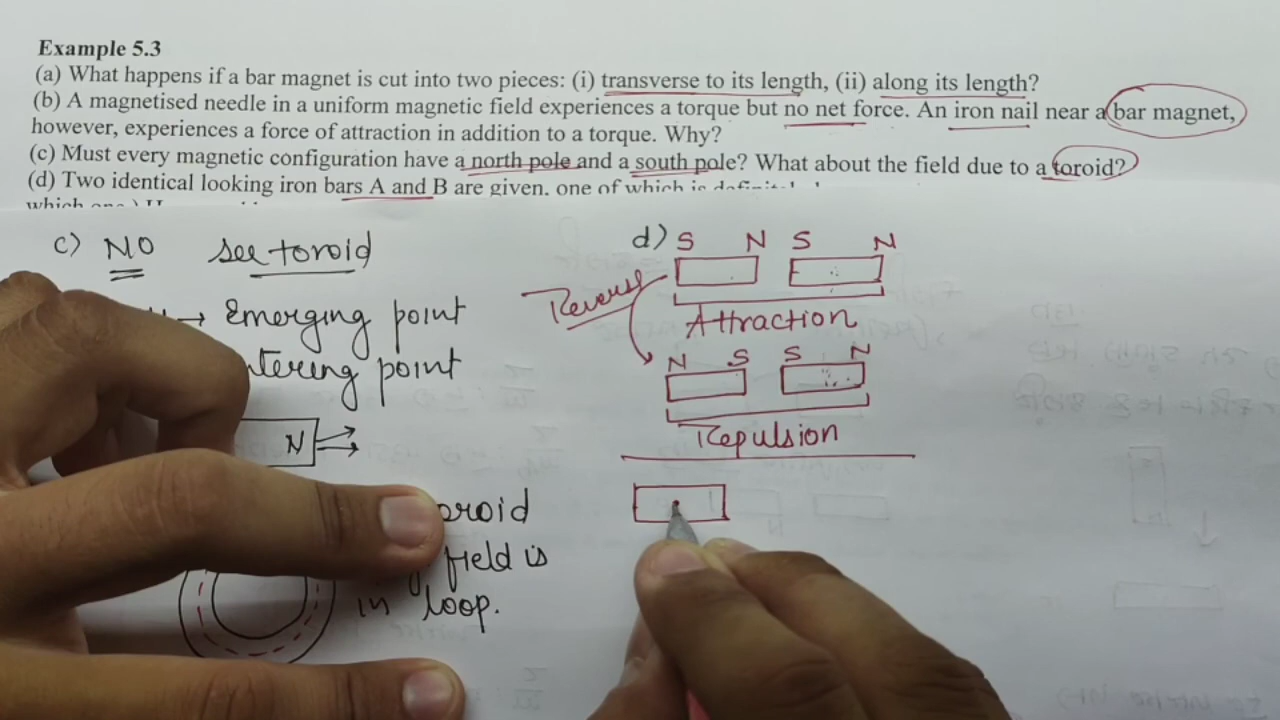 Example 5.3
(a) What happens if a bar magnet is cut into two pieces: (i) transverse to its length, (ii) along its length?
(b) A magnetised needle in a uniform magnetic field experiences a torque but no net force. An iron nail near a bar magnet,
however, experiences a force of attraction in addition to a torque. Why?
(c) Must every magnetic configuration have a north pole and a south pole? What about the field due to a toroid?
(d) Two identical looking iron bars A and B are given, one of which is
c) NO see toroid
→ Emerging point
ntering point
N
oroid
field is
in loop.
d) S N S N
Reverse
Attraction
N S S N
Repulsion